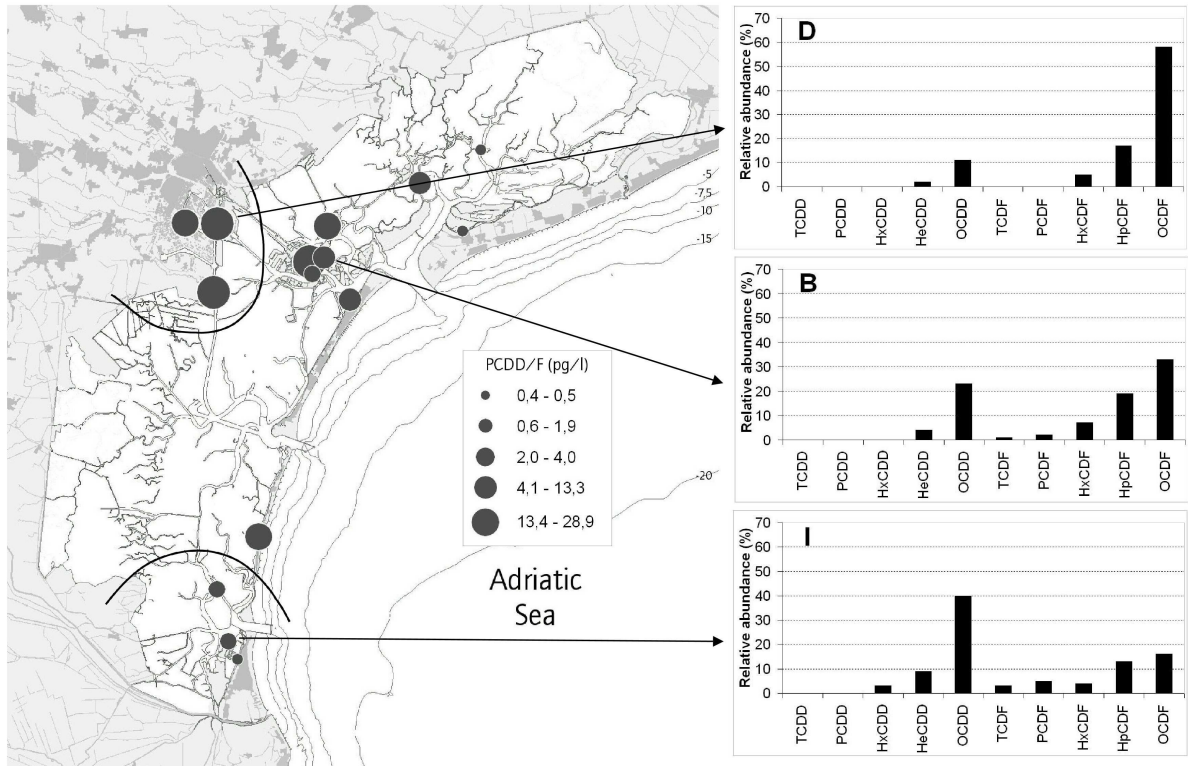 -5
-7.5
-10
-15
-20
PCDD/F (pg/l)
0,4 - 0,5
0,6 - 1,9
2,0 - 4,0
4,1 - 13,3
13,4 - 28,9
Adriatic
Sea
D
Relative abundance (%)
70
60
50
40
30
20
10
0
TCDD
PCDD
HxCDD
HeCDD
OCDD
TCDF
PCDF
HxCDF
HpCDF
OCDF
B
Relative abundance (%)
70
60
50
40
30
20
10
0
TCDD
PCDD
HxCDD
HeCDD
OCDD
TCDF
PCDF
HxCDF
HpCDF
OCDF
I
Relative abundance (%)
70
60
50
40
30
20
10
0
TCDD
PCDD
HxCDD
HeCDD
OCDD
TCDF
PCDF
HxCDF
HpCDF
OCDF